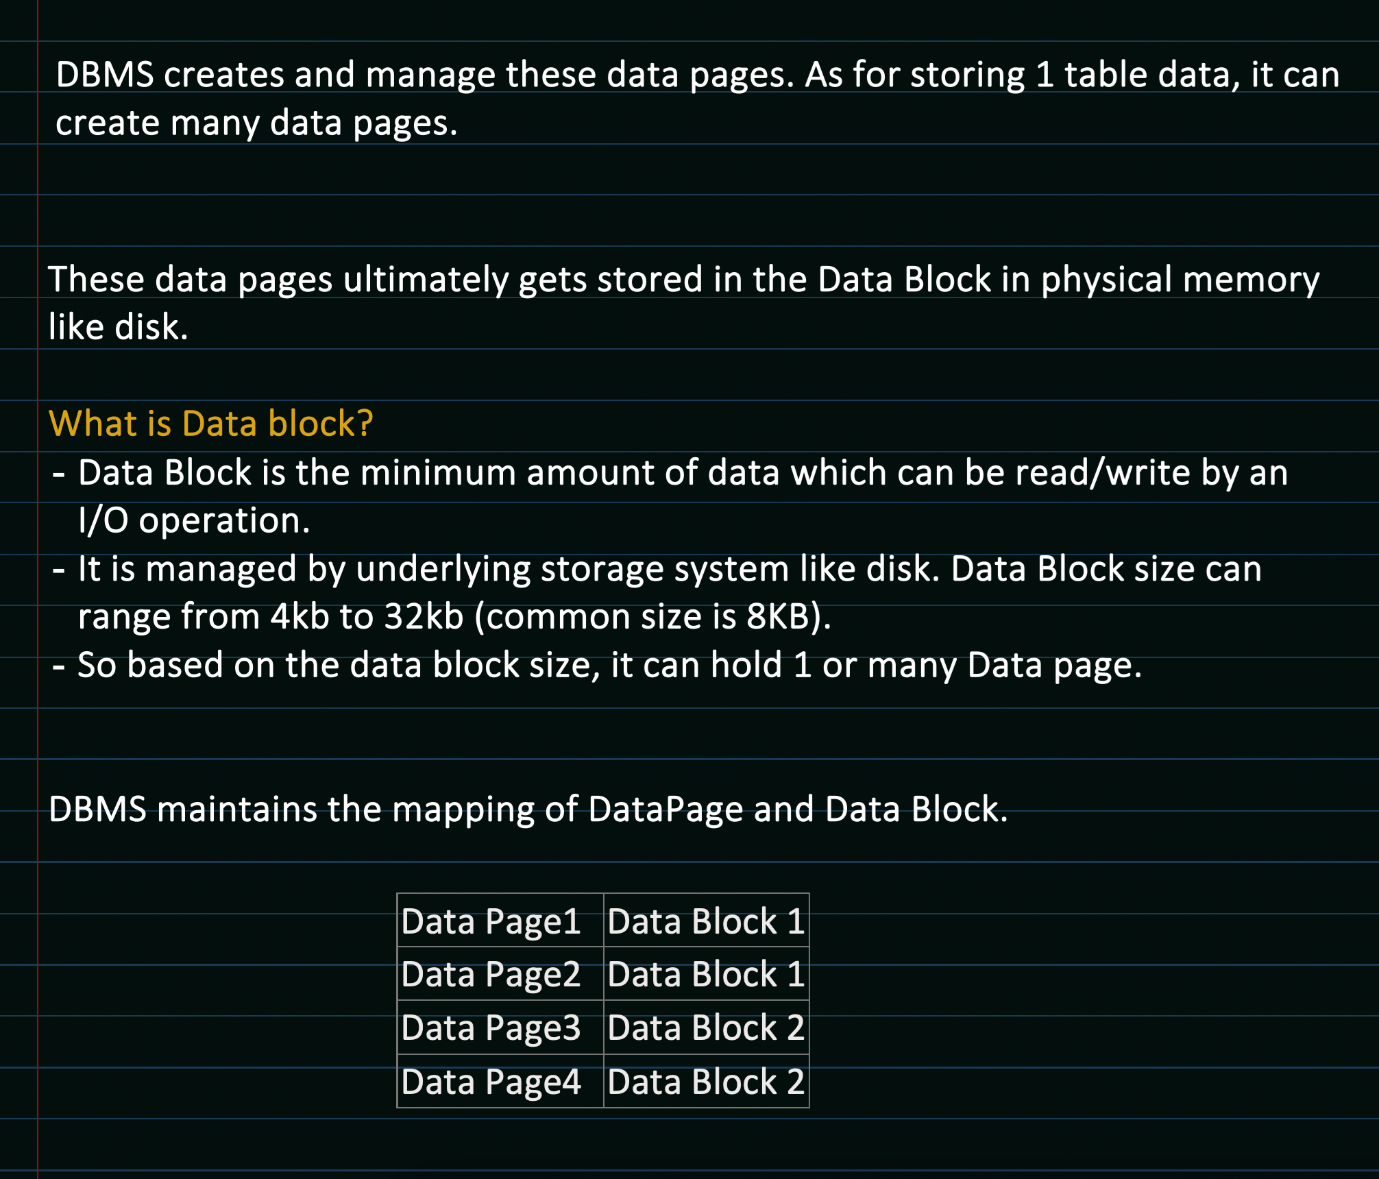 DBMS creates and manage these data pages. As for storing 1 table data, it can
create many data pages.
These data pages ultimately gets stored in the Data Block in physical memory
like disk.
What is Data block?
- Data Block is the minimum amount of data which can be read/write by an
I/O operation.
- It is managed by underlying storage system like disk. Data Block size can
range from 4kb to 32kb (common size is 8KB).
- So based on the data block size, it can hold 1 or many Data page.
DBMS maintains the mapping of DataPage and Data Block.
Data Page1 Data Block 1
Data Page2 Data Block 1
Data Page3 Data Block 2
Data Page4 Data Block 2